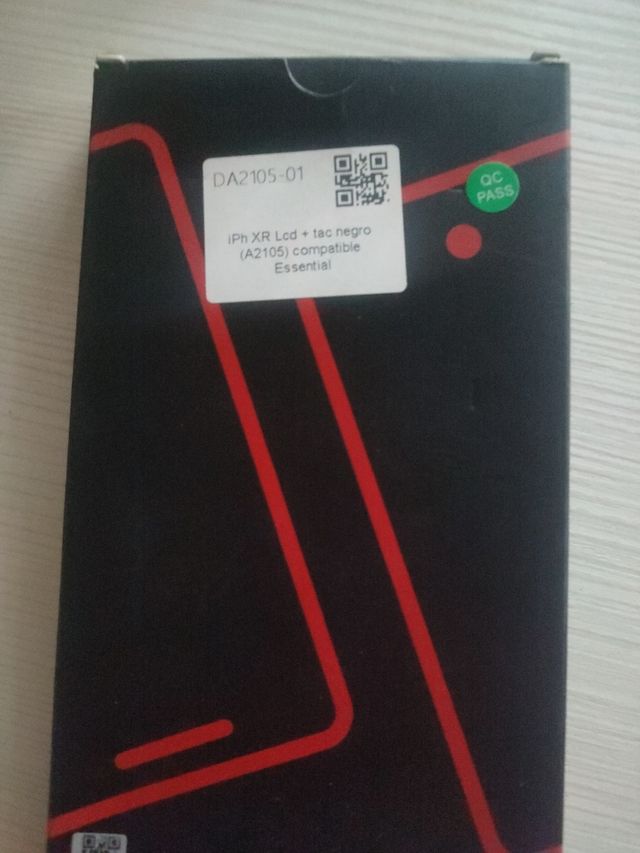 DA2105-01
iPh XR Lcd + tac negro
(A2105) compatible
Essential
QC
PASS